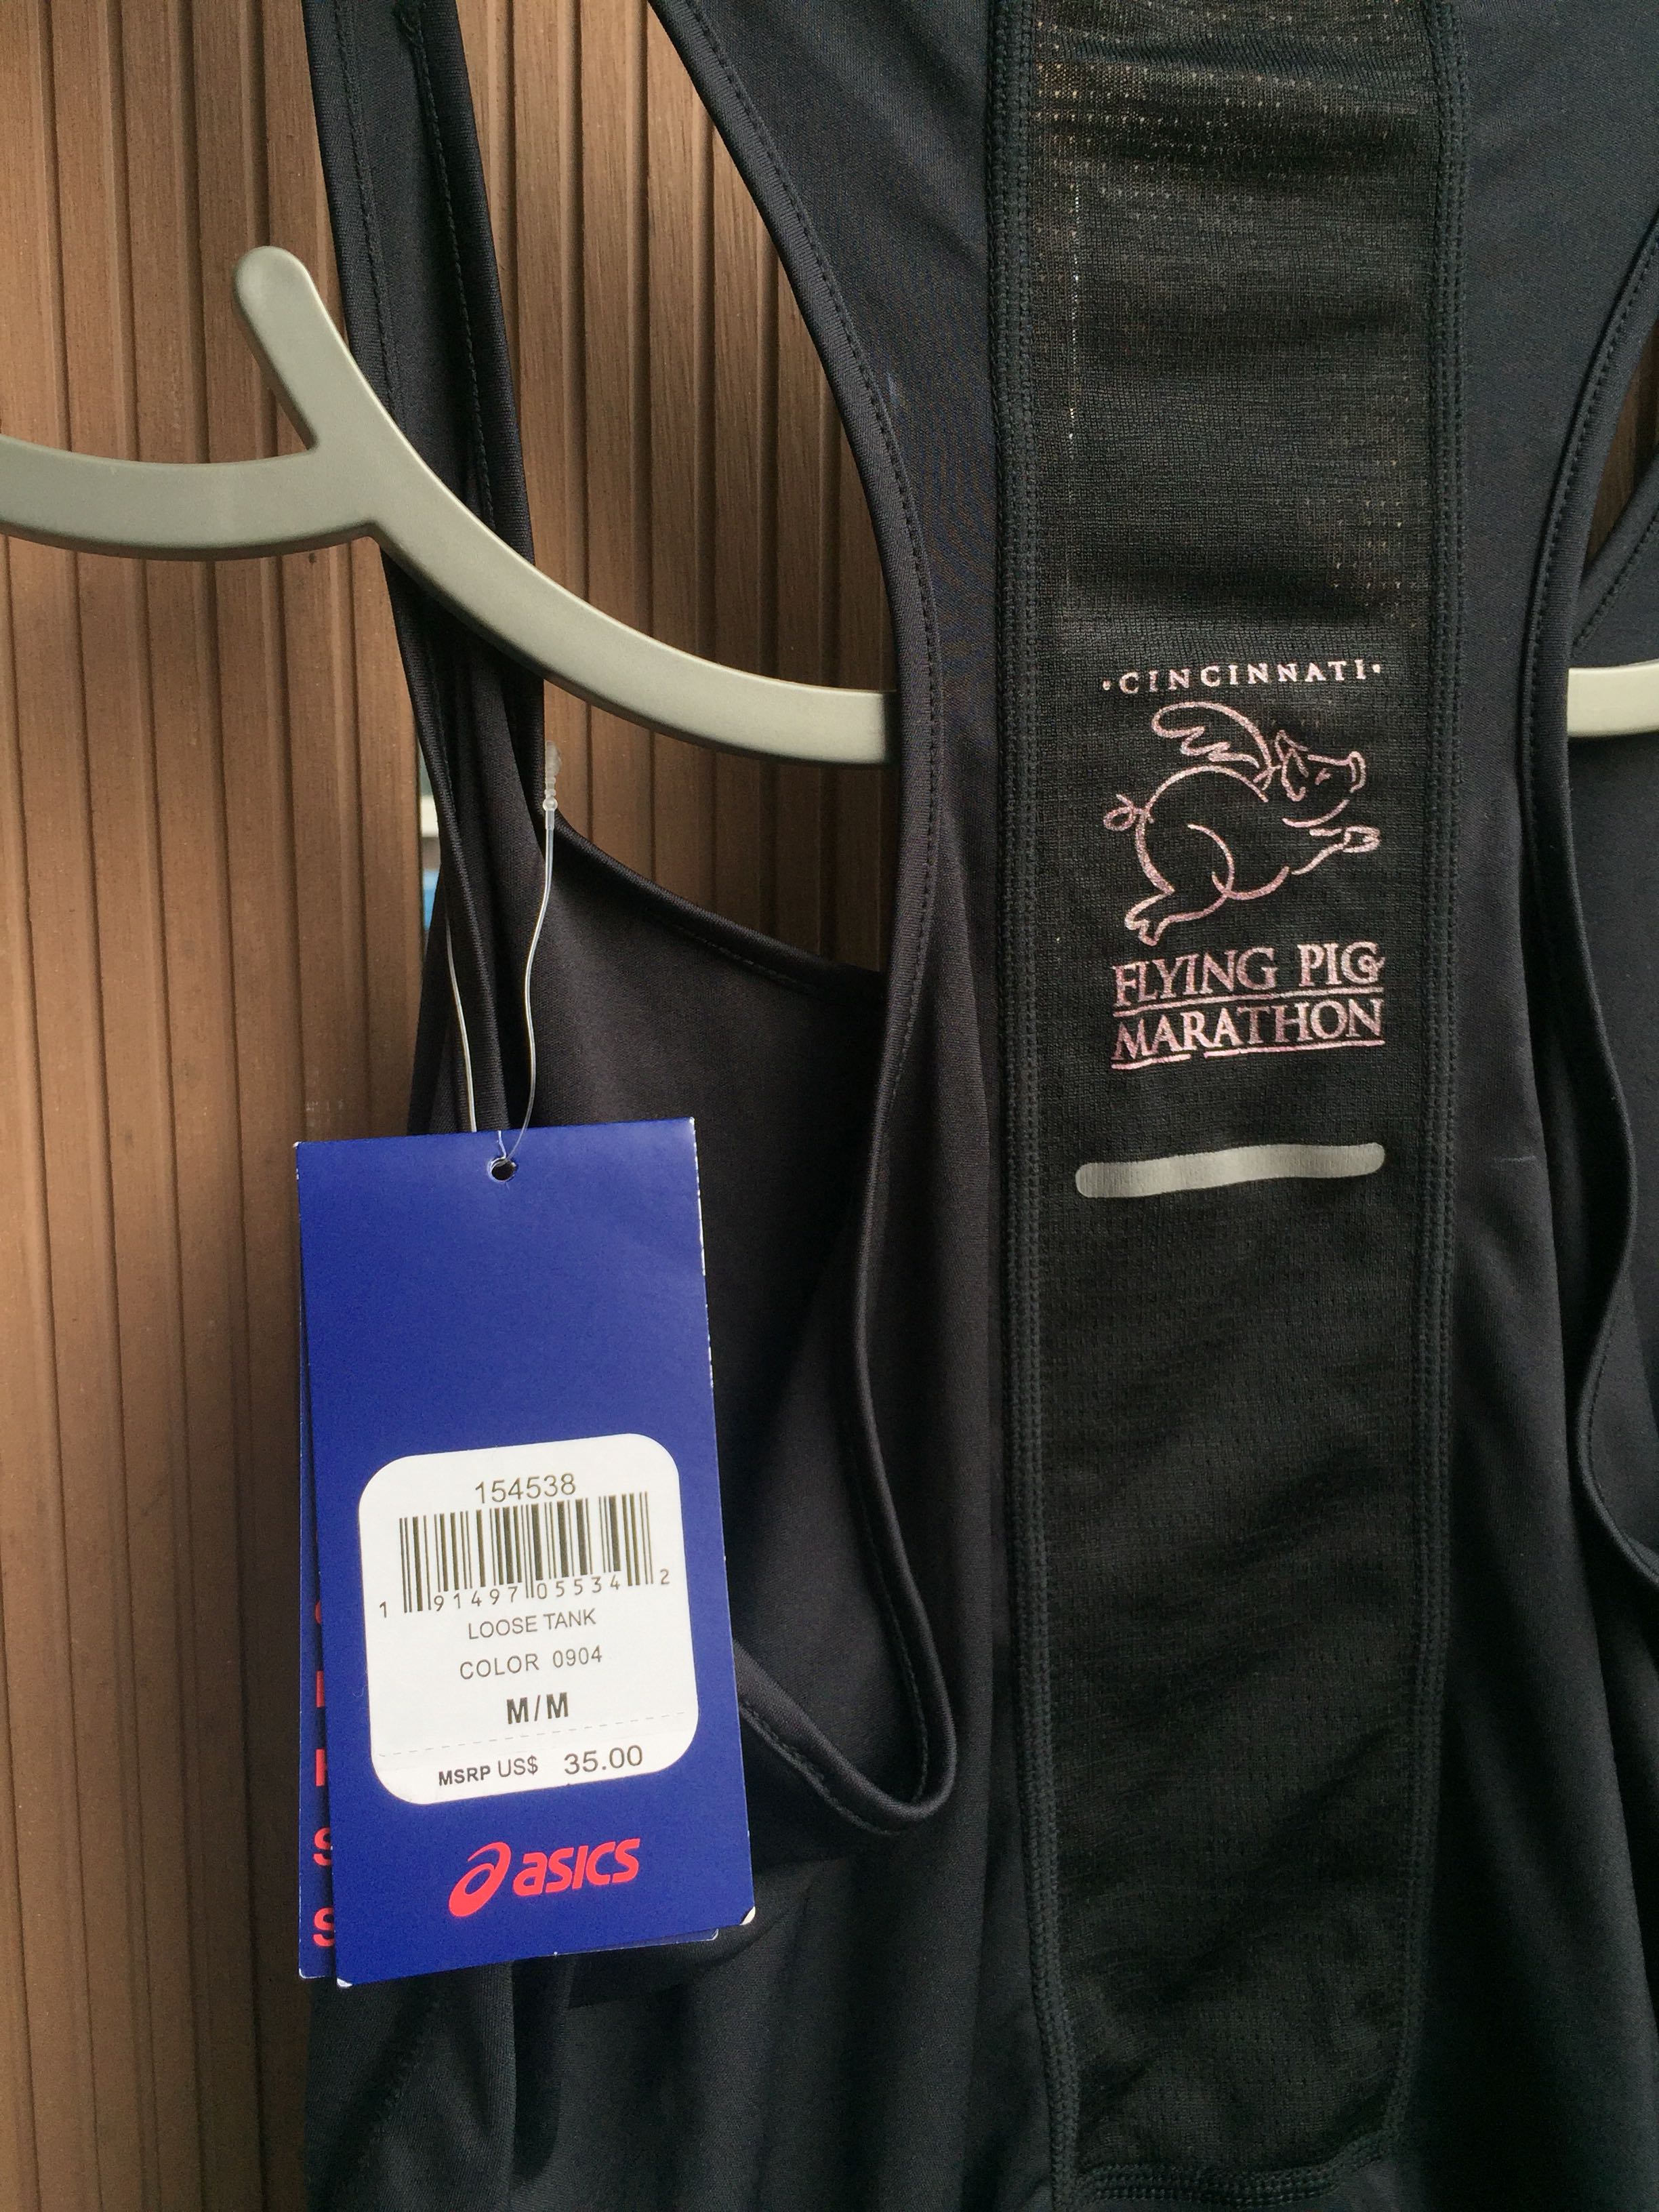 ·CINCINNATI·
FLYING PIG
MARATHON
154538
1 91497 05534 2
LOOSE TANK
COLOR 0904
M/M
MSRP US$ 35.00
asics